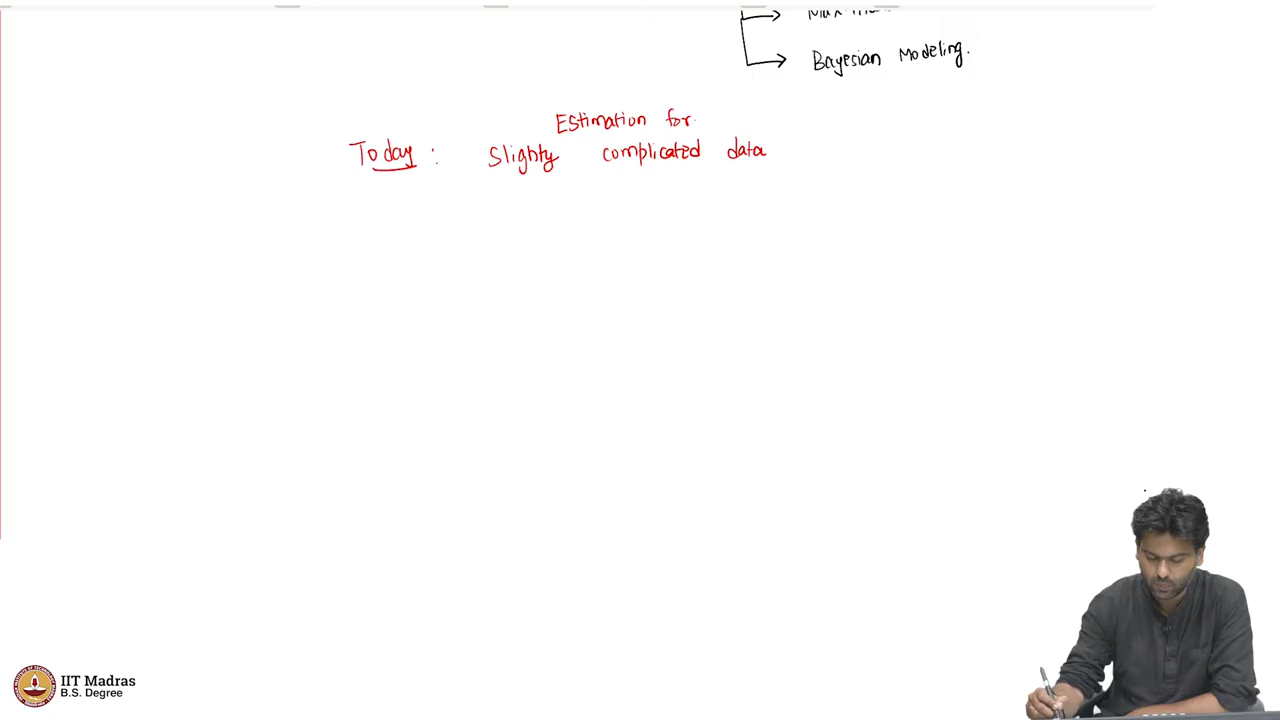 Bayesian Modeling.
Estimation for
Today : Slighty complicated data
IIT Madras
B.S. Degree